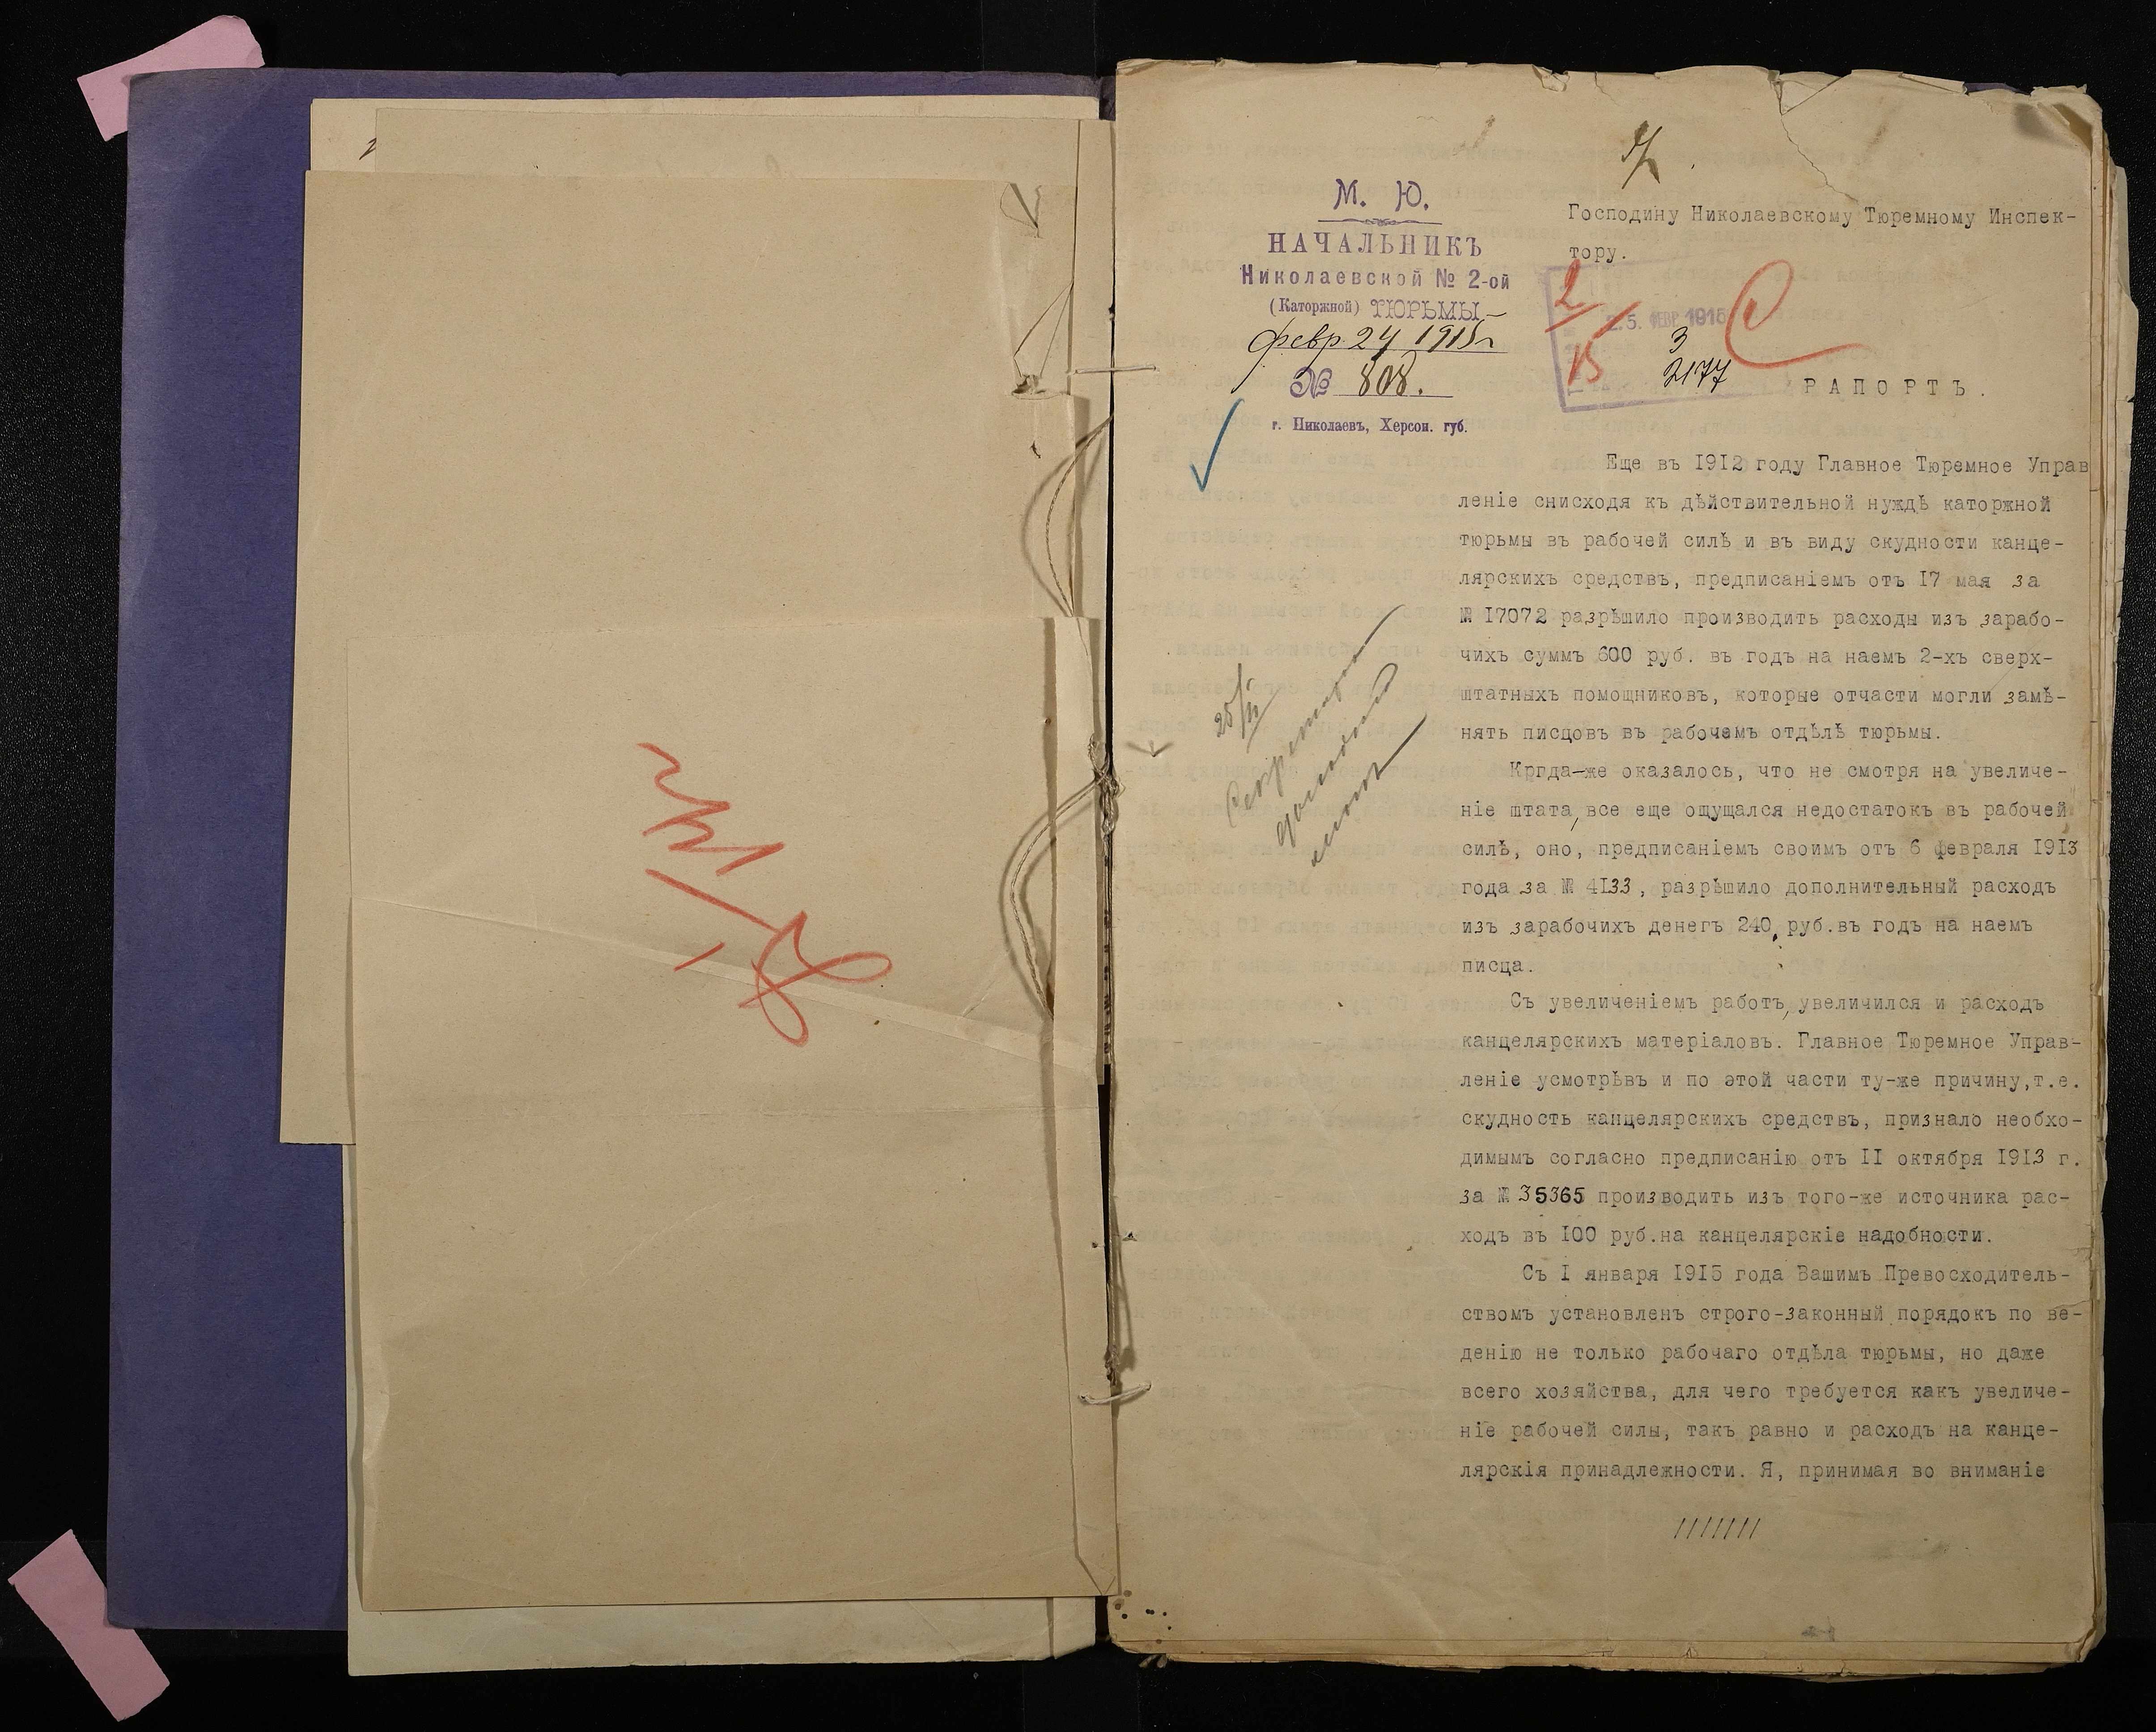 М. Ю.
НАЧАЛЬНИКЪ
Николаевской № 2-ой
(Каторжной) ТЮРЬМЫ
февр 24 1915 г
№ 808.
г. Николаевъ, Херсон. губ.
Господину Николаевскому Тюремному Инспек-
тору.
2/15
25. ФЕВР 1915
3
2177
РАПОРТЪ.
Еще въ 1912 году Главное Тюремное Управ
леніе снисходя къ дѣйствительной нуждѣ каторжной
тюрьмы въ рабочей силѣ и въ виду скудности канце-
лярскихъ средствъ, предписаніемъ отъ 17 мая за
№ 17072 разрѣшило производить расходы изъ зарабо-
чихъ суммъ 600 руб. въ годъ на наемъ 2-хъ сверх-
штатныхъ помощниковъ, которые отчасти могли замѣ-
нять писцовъ въ рабочемъ отдѣлѣ тюрьмы.
Кргда-же оказалось, что не смотря на увеличе-
ніе штата, все еще ощущался недостатокъ въ рабочей
силѣ, оно, предписаніемъ своимъ отъ 6 февраля 1913
года за № 4133, разрѣшило дополнительный расходъ
изъ зарабочихъ денегъ 240, руб.въ годъ на наемъ
писца.
Съ увеличеніемъ работъ, увеличился и расходъ
канцелярскихъ матеріаловъ. Главное Тюремное Управ-
леніе усмотрѣвъ и по этой части ту-же причину,т.е.
скудность канцелярскихъ средствъ, признало необхо-
димымъ согласно предписанію отъ 11 октября 1913 г.
за № 35365 производить изъ того-же источника рас-
ходъ въ 100 руб.на канцелярскіе надобности.
Съ 1 января 1915 года Вашимъ Превосходитель-
ствомъ установленъ строго-законный порядокъ по ве-
денію не только рабочаго отдѣла тюрьмы, но даже
всего хозяйства, для чего требуется какъ увеличе-
ніе рабочей силы, такъ равно и расходъ на канце-
лярскія принадлежности. Я, принимая во вниманіе
///////
25/II